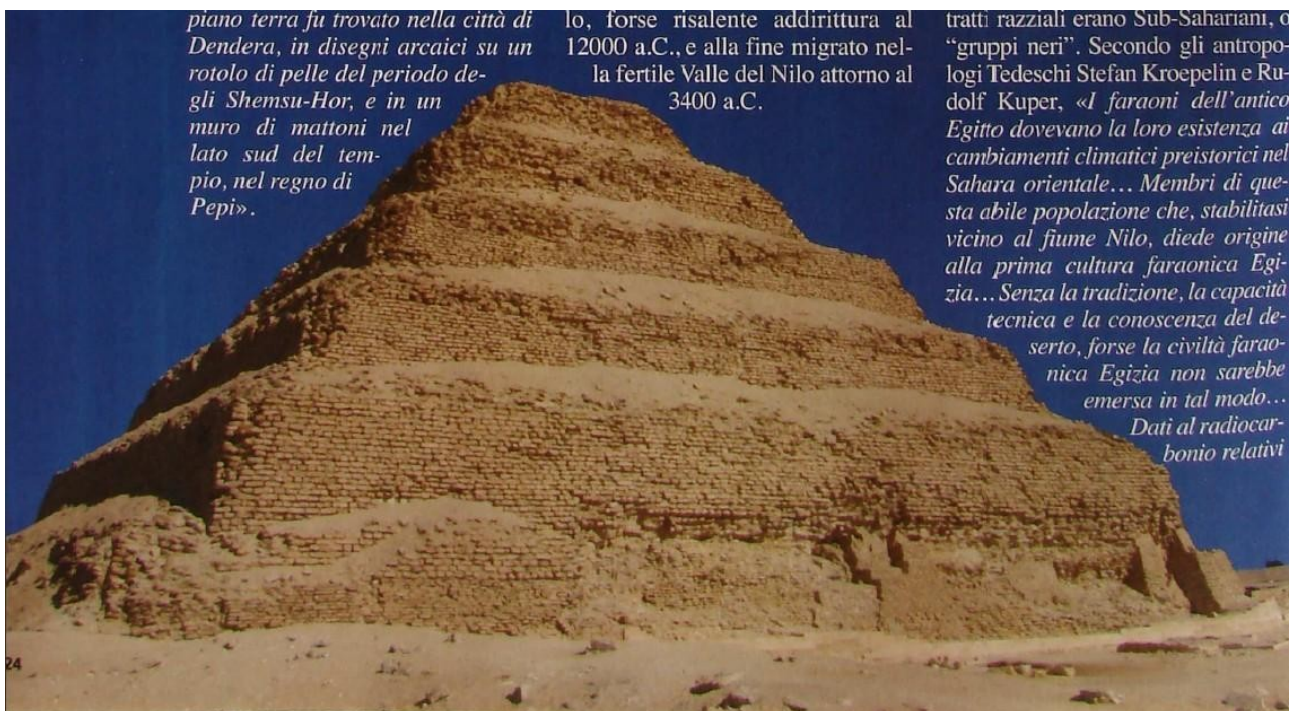 piano terra fu trovato nella città di
Dendera, in disegni arcaici su un
rotolo di pelle del periodo de-
gli Shemsu-Hor, e in un
muro di mattoni nel
lato sud del tem-
pio, nel regno di
Pepi».
lo, forse risalente addirittura al
12000 a.C., e alla fine migrato nel-
la fertile Valle del Nilo attorno al
3400 a.C.
tratti razziali erano Sub-Sahariani, o
“gruppi neri”. Secondo gli antropo-
logi Tedeschi Stefan Kroepelin e Ru-
dolf Kuper, «I faraoni dell'antico
Egitto dovevano la loro esistenza ai
cambiamenti climatici preistorici nel
Sahara orientale… Membri di que-
sta abile popolazione che, stabilitasi
vicino al fiume Nilo, diede origine
alla prima cultura faraonica Egi-
zia… Senza la tradizione, la capacità
tecnica e la conoscenza del de-
serto, forse la civiltà farao-
nica Egizia non sarebbe
emersa in tal modo…
Dati al radiocar-
bonio relativi
24